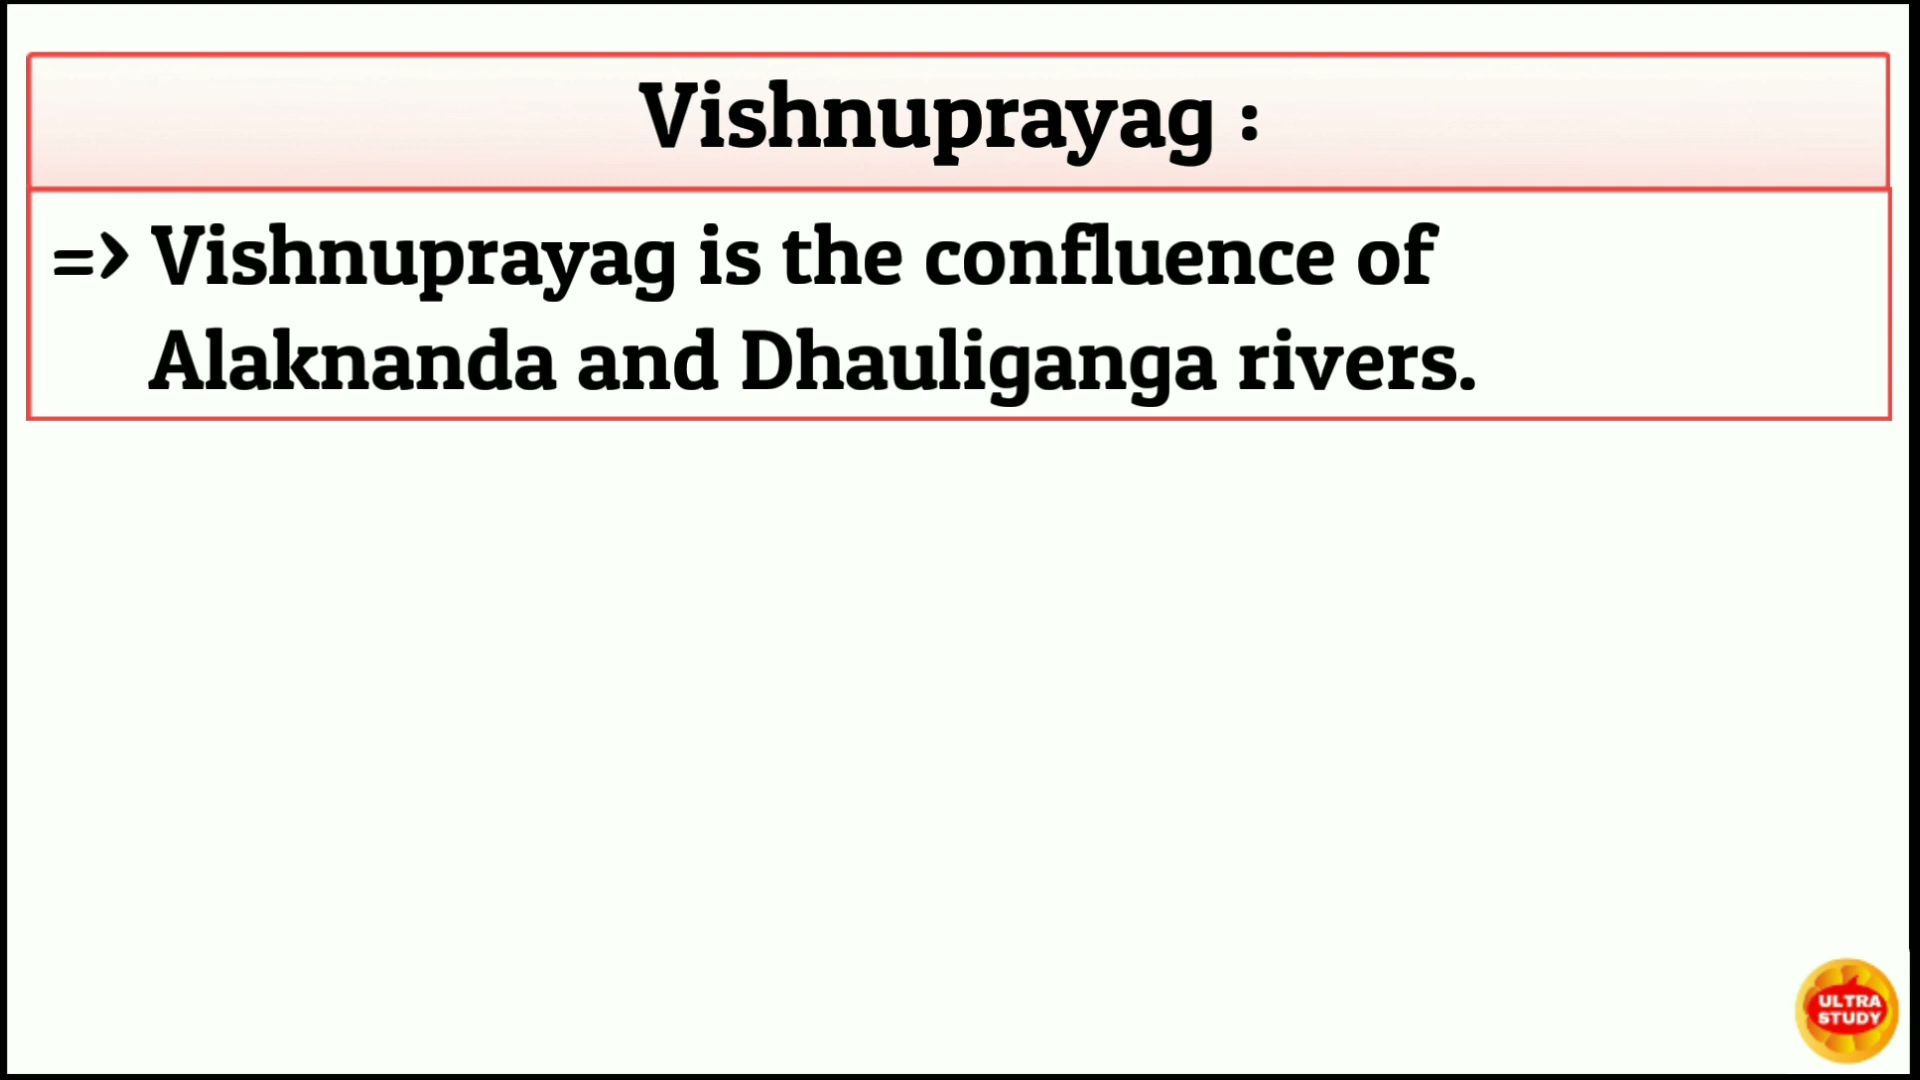 Vishnuprayag :
=> Vishnuprayag is the confluence of
Alaknanda and Dhauliganga rivers.
ULTRA
STUDY